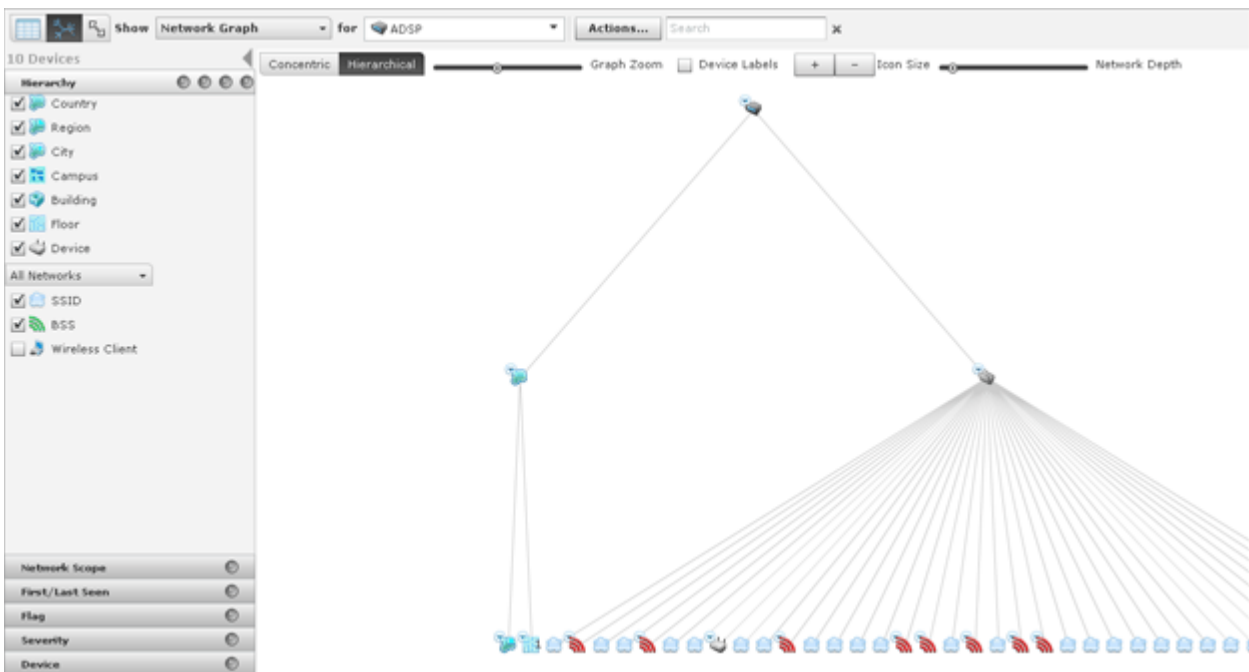 Show Network Graph for ADSP Actions... Search
10 Devices
Concentric Hierarchical Graph Zoom Device Labels + − Icon Size Network Depth
Hierarchy
Country
Region
City
Campus
Building
Floor
Device
All Networks
SSID
BSS
Wireless Client
Network Scope
First/Last Seen
Flag
Severity
Device